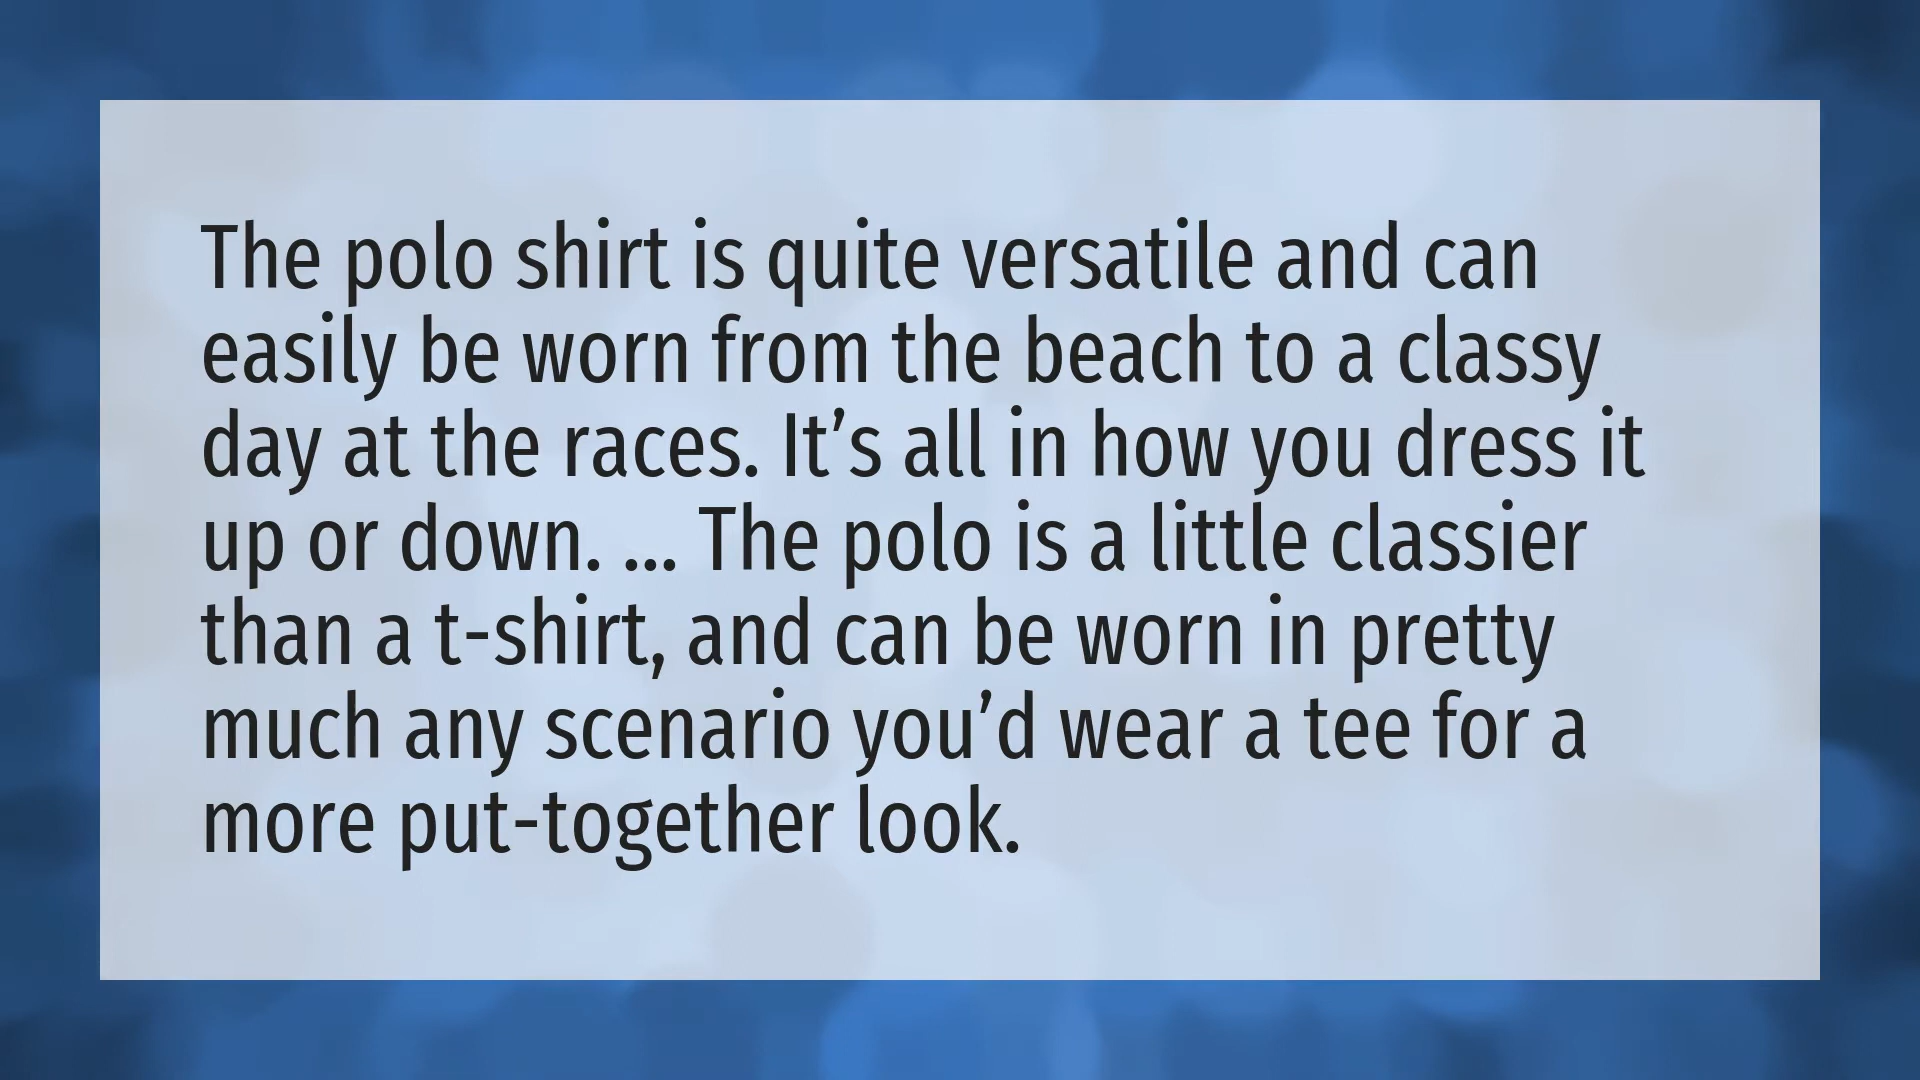 The polo shirt is quite versatile and can
easily be worn from the beach to a classy
day at the races. It’s all in how you dress it
up or down. ... The polo is a little classier
than a t-shirt, and can be worn in pretty
much any scenario you’d wear a tee for a
more put-together look.